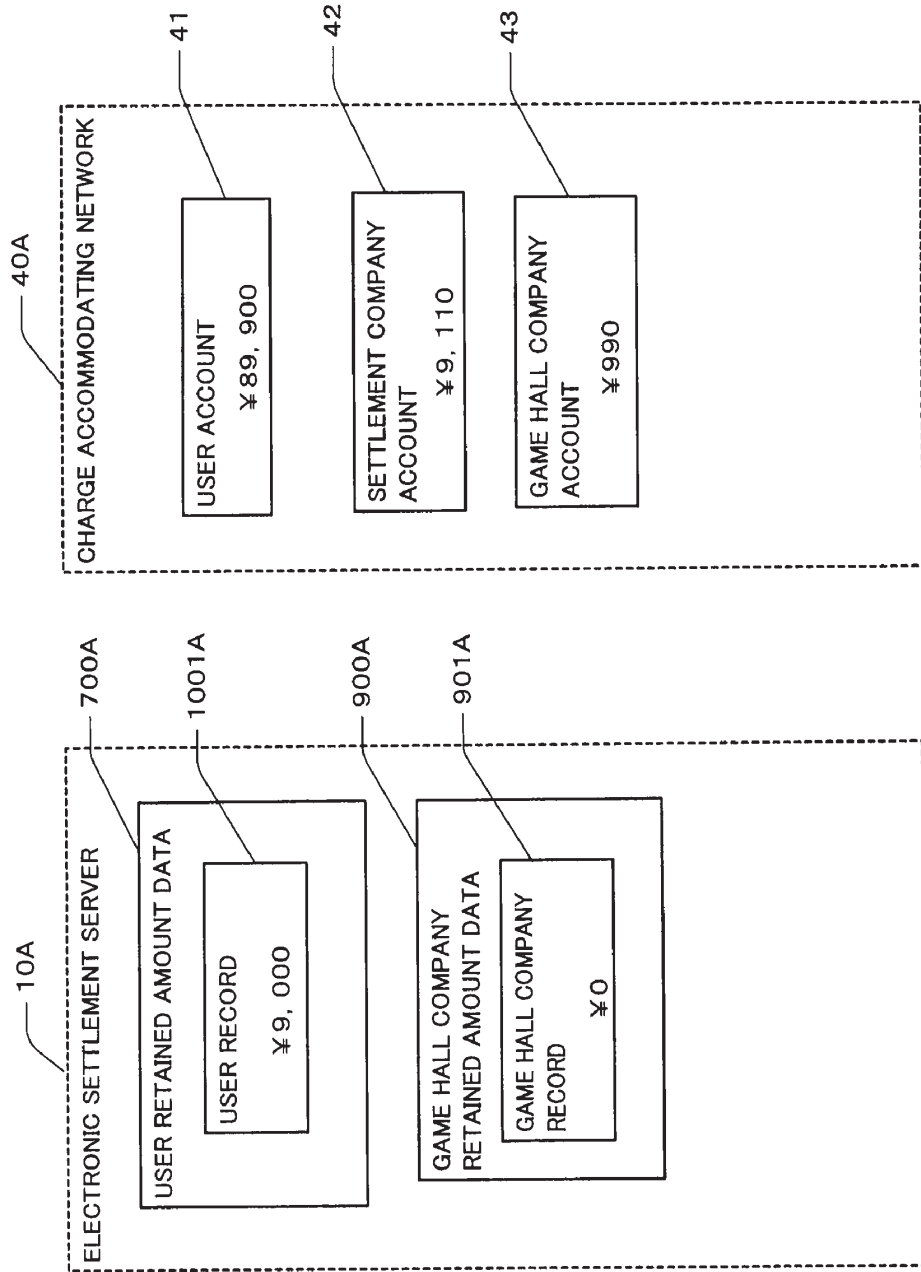 10A
ELECTRONIC SETTLEMENT SERVER
700A
USER RETAINED AMOUNT DATA
1001A
USER RECORD
¥9, 000
900A
GAME HALL COMPANY
RETAINED AMOUNT DATA
901A
GAME HALL COMPANY
RECORD
¥0
40A
CHARGE ACCOMMODATING NETWORK
41
USER ACCOUNT
¥89, 900
42
SETTLEMENT COMPANY
ACCOUNT
¥9, 110
43
GAME HALL COMPANY
ACCOUNT
¥990